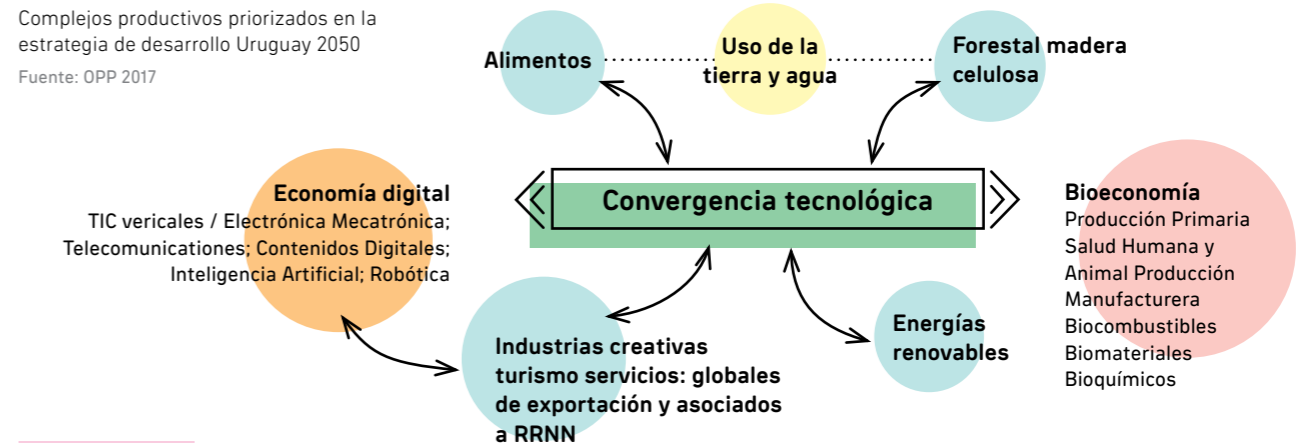 Complejos productivos priorizados en la
estrategia de desarrollo Uruguay 2050
Fuente: OPP 2017
Alimentos
Uso de la
tierra y agua
Forestal madera
celulosa
Economía digital
TIC vericales / Electrónica Mecatrónica;
Telecomunicationes; Contenidos Digitales;
Inteligencia Artificial; Robótica
Convergencia tecnológica
Bioeconomía
Producción Primaria
Salud Humana y
Animal Producción
Manufacturera
Biocombustibles
Biomateriales
Bioquímicos
Industrias creativas
turismo servicios: globales
de exportación y asociados
a RRNN
Energías
renovables